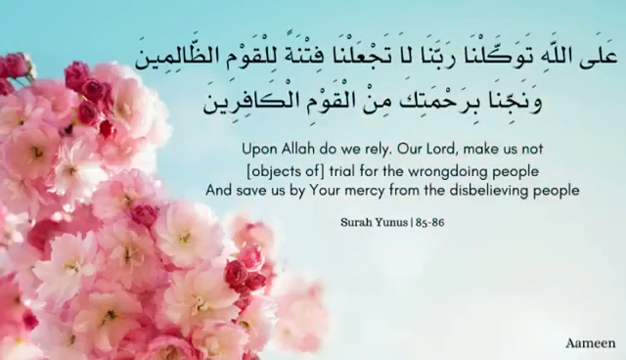 عَلَى اللَّهِ تَوَكَّلْنَا رَبَّنَا لاَ تَجْعَلْنَا فِتْنَةً لِلْقَوْمِ الظَّالِمِينَ
وَنَجِّنَا بِرَحْمَتِكَ مِنْ الْقَوْمِ الْكَافِرِين
Upon Allah do we rely. Our Lord, make us not
[objects of] trial for the wrongdoing people
And save us by Your mercy from the disbelieving people
Surah Yunus | 85-86
Aameen